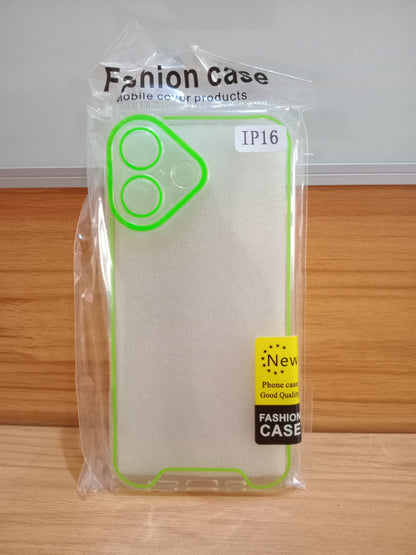 Fashion Case
Mobile cover products
IP16
New
Phone case
Good Quality
FASHION
CASE